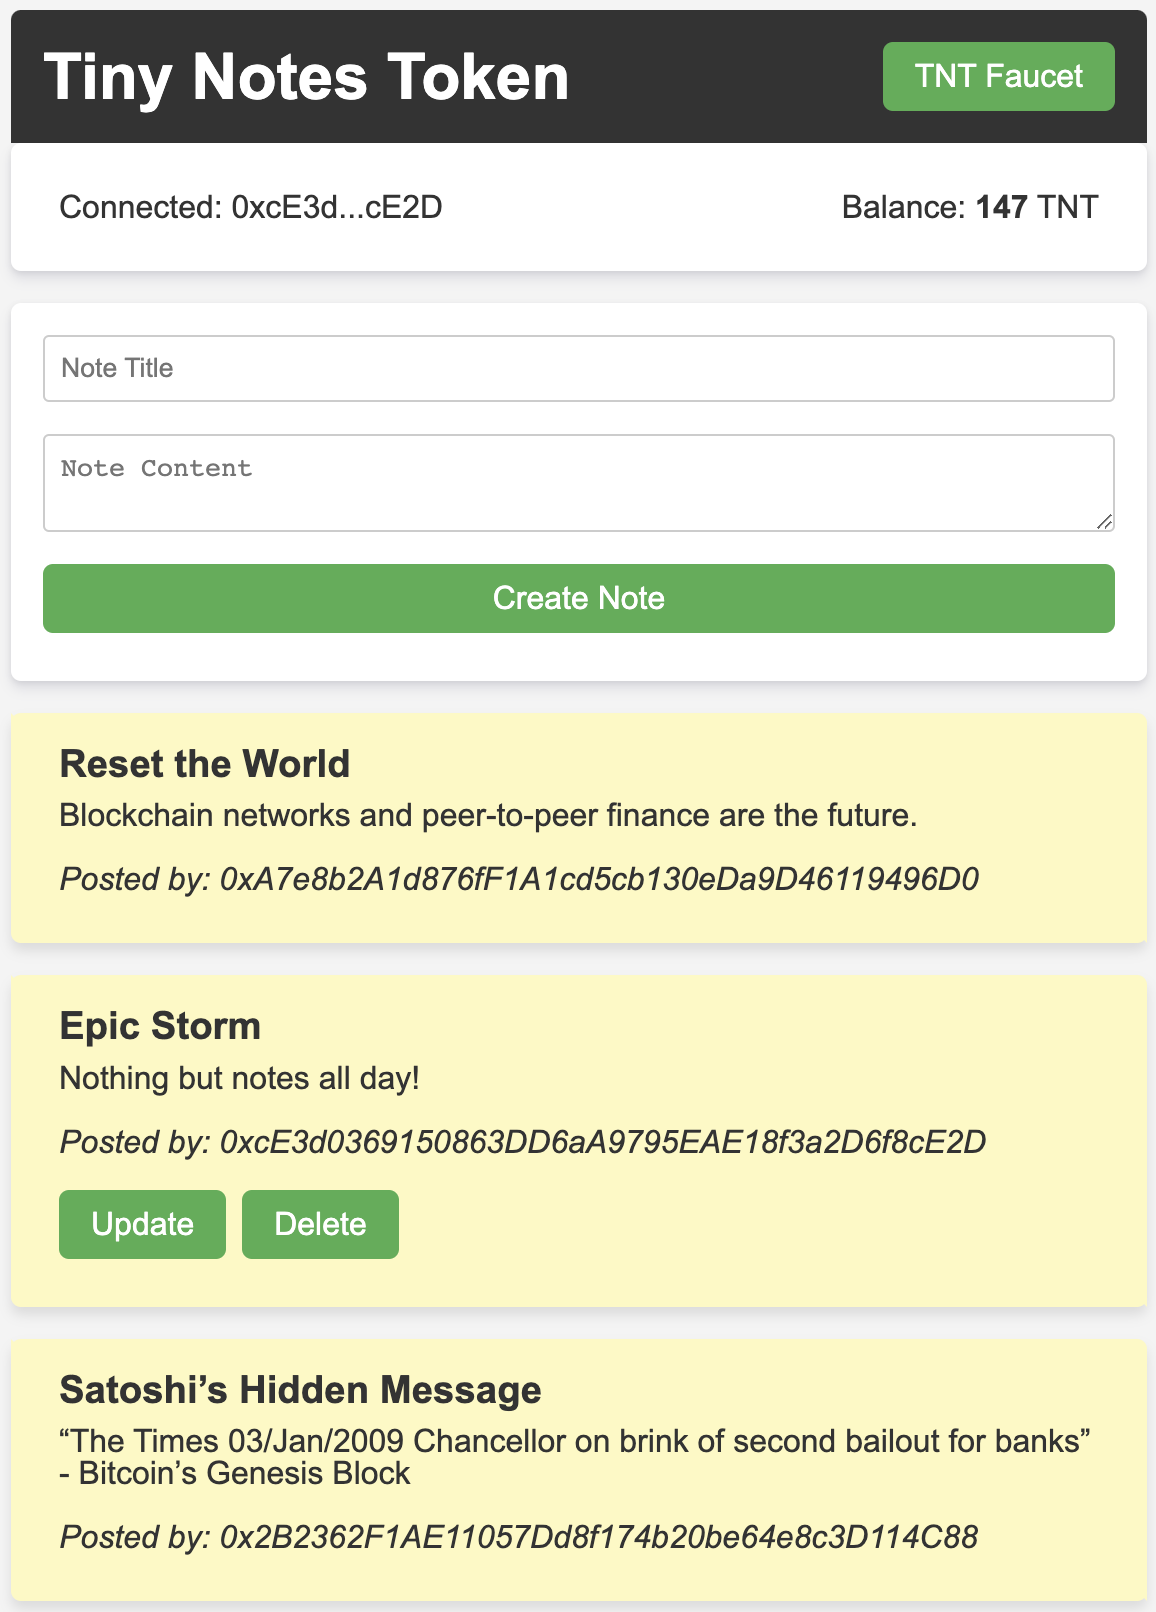 Tiny Notes Token
TNT Faucet
Connected: 0xcE3d...cE2D
Balance: 147 TNT
Note Title
Note Content
Create Note
Reset the World
Blockchain networks and peer-to-peer finance are the future.
Posted by: 0xA7e8b2A1d876fF1A1cd5cb130eDa9D46119496D0
Epic Storm
Nothing but notes all day!
Posted by: 0xcE3d0369150863DD6aA9795EAE18f3a2D6f8cE2D
Update
Delete
Satoshi’s Hidden Message
“The Times 03/Jan/2009 Chancellor on brink of second bailout for banks”
- Bitcoin’s Genesis Block
Posted by: 0x2B2362F1AE11057Dd8f174b20be64e8c3D114C88